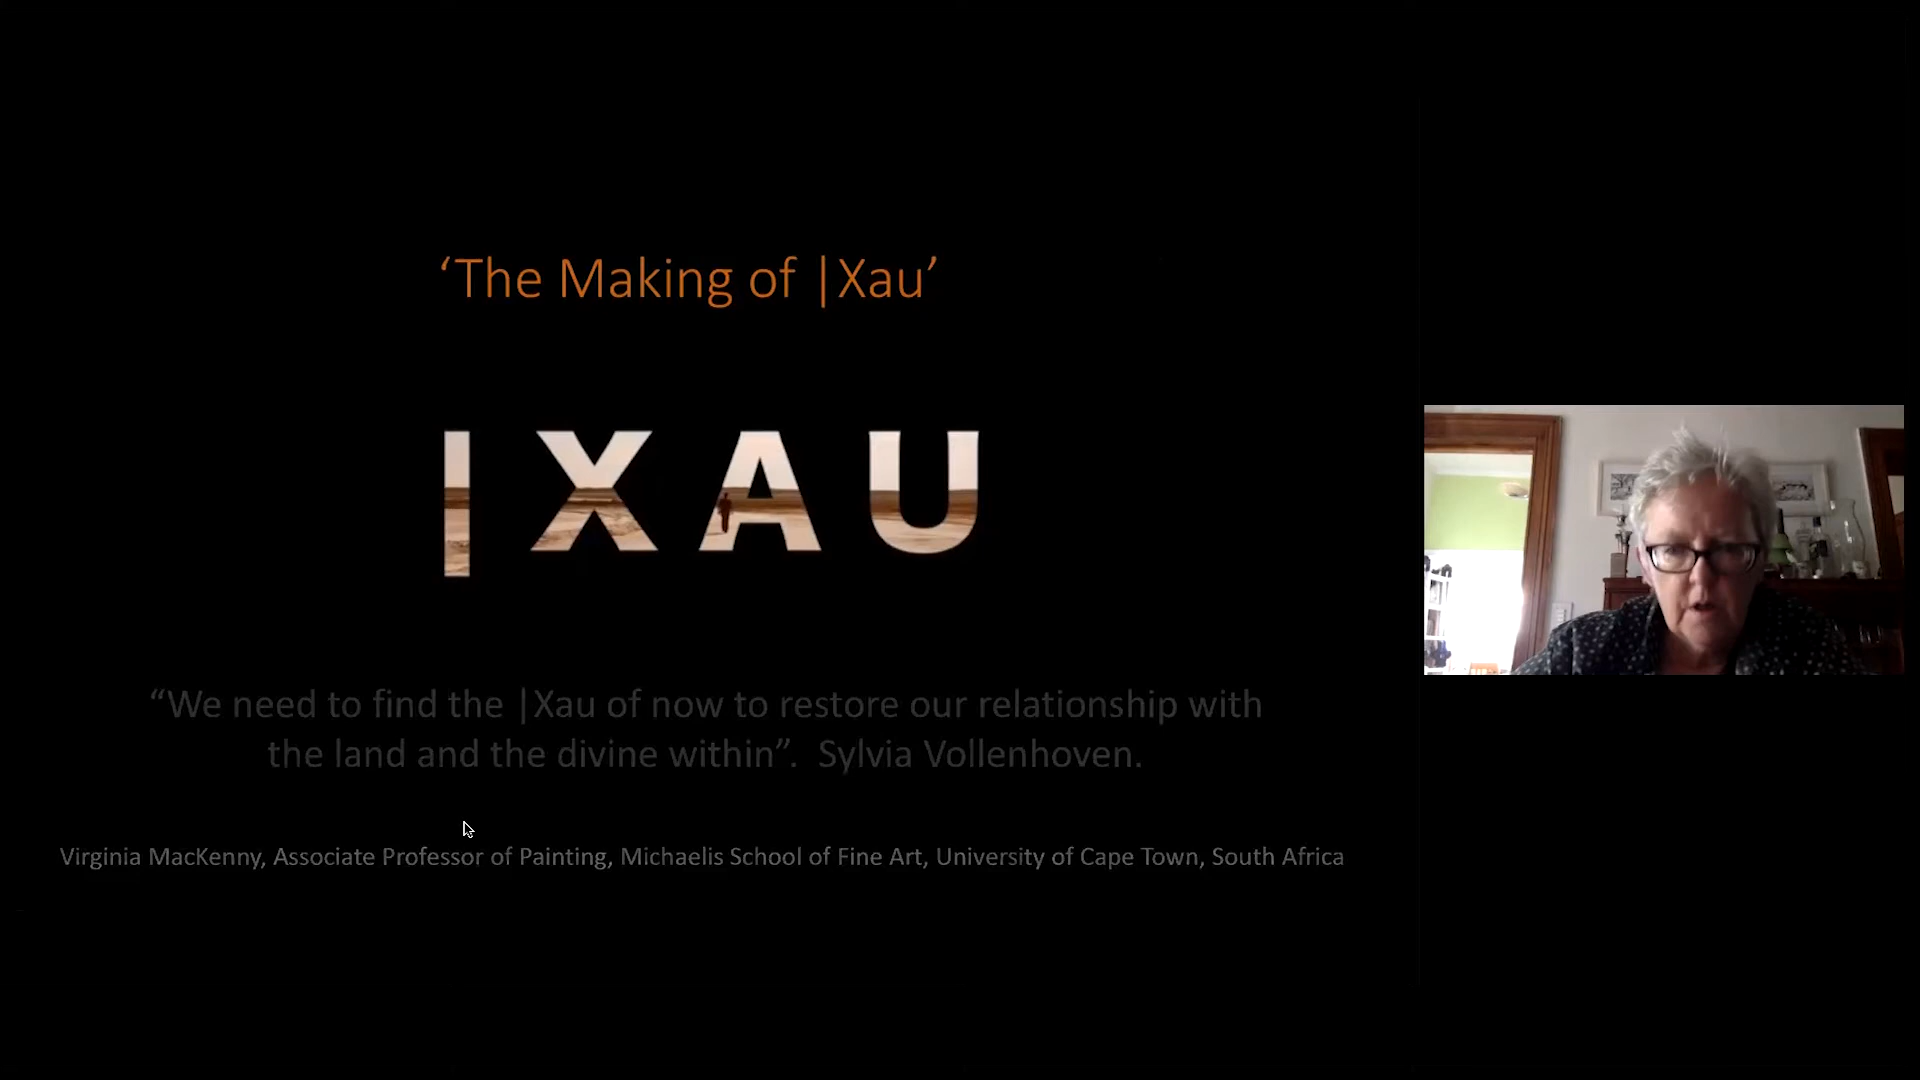 ‘The Making of |Xau’
|XAU
“We need to find the |Xau of now to restore our relationship with
the land and the divine within”.  Sylvia Vollenhoven.
Virginia MacKenny, Associate Professor of Painting, Michaelis School of Fine Art, University of Cape Town, South Africa